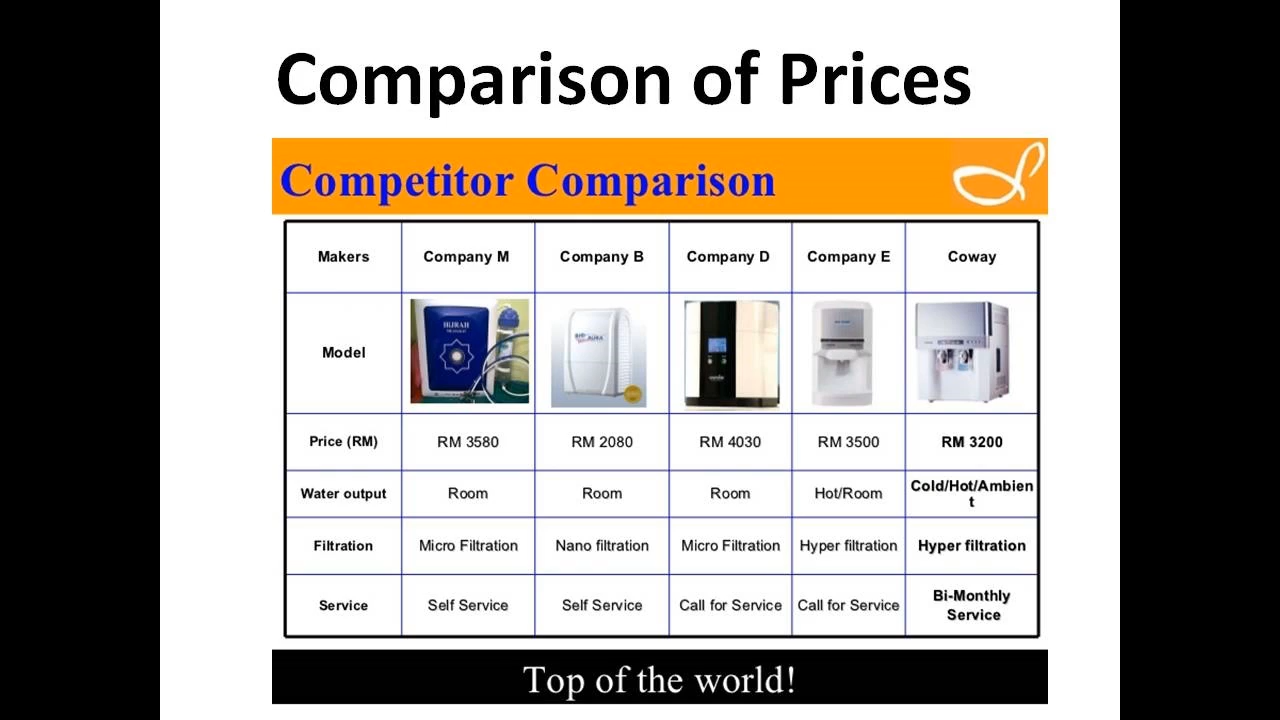 Comparison of Prices
Competitor Comparison
Makers Company M Company B Company D Company E Coway
HIJRAH
Model
Price (RM) RM 3580 RM 2080 RM 4030 RM 3500 RM 3200
Water output Room Room Room Hot/Room Cold/Hot/Ambien
t
Filtration Micro Filtration Nano filtration Micro Filtration Hyper filtration Hyper filtration
Service Self Service Self Service Call for Service Call for Service Bi-Monthly
Service
Top of the world!